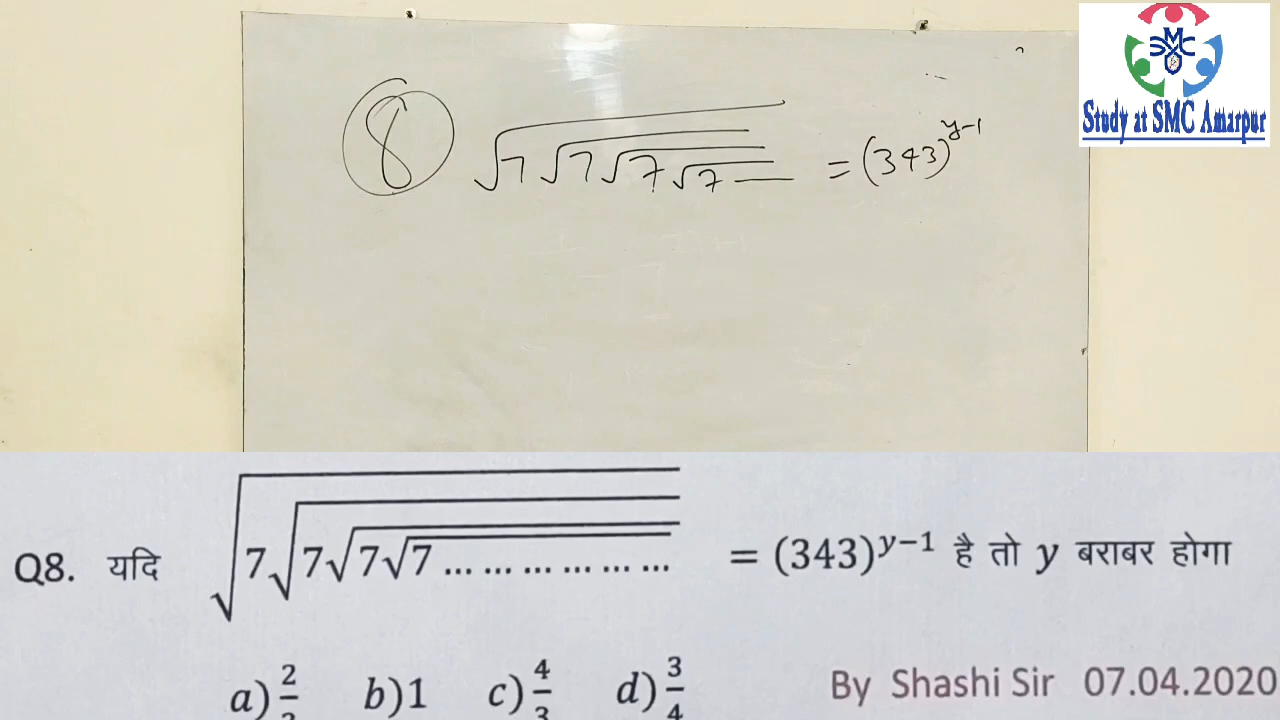 SMC
Study at SMC Amarpur
8 √7√7√7√7 — = (343)^y-1
Q8. यदि √7√7√7√7 ... ... ... ... ... ... = (343)^y−1 है तो y बराबर होगा
a) 2/3 b)1 c) 4/3 d) 3/4
By Shashi Sir 07.04.2020